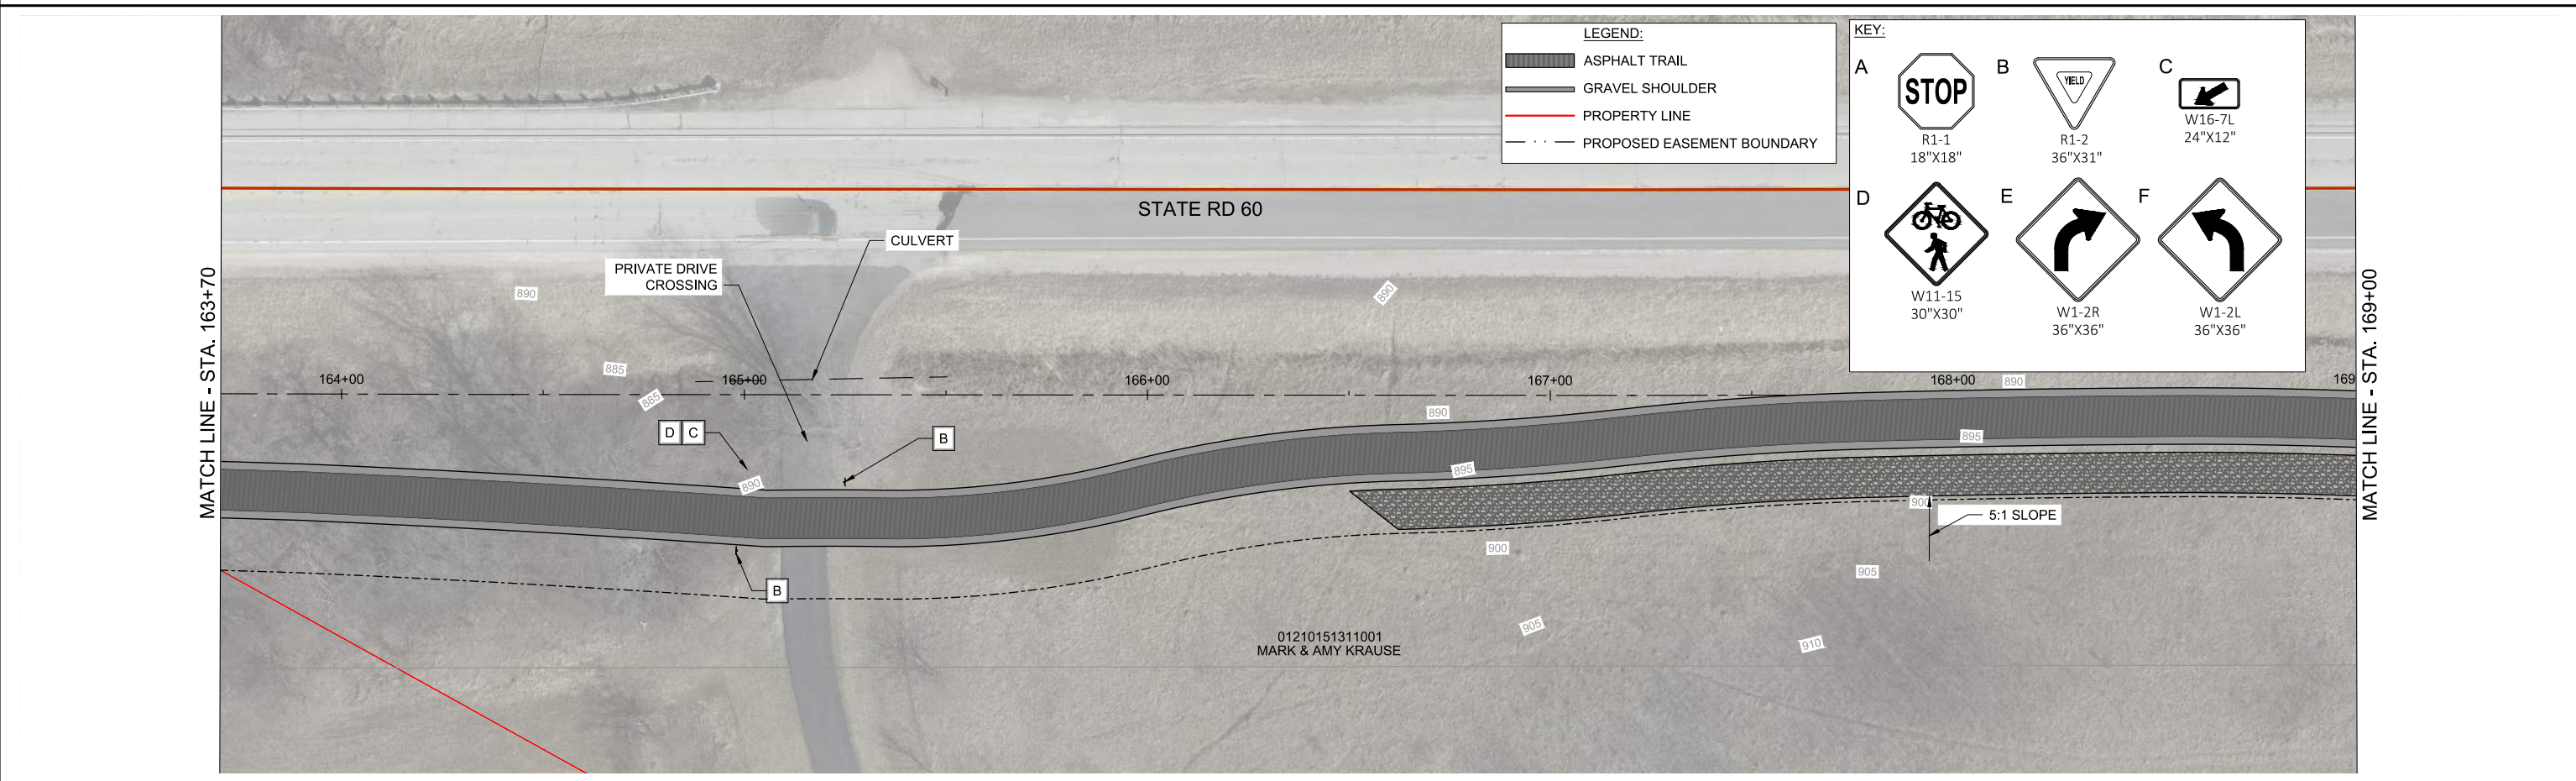 LEGEND:
ASPHALT TRAIL
GRAVEL SHOULDER
PROPERTY LINE
PROPOSED EASEMENT BOUNDARY
KEY:
A
STOP
R1-1
18"X18"
B
YIELD
R1-2
36"X31"
C
W16-7L
24"X12"
D
W11-15
30"X30"
E
W1-2R
36"X36"
F
W1-2L
36"X36"
STATE RD 60
CULVERT
PRIVATE DRIVE
CROSSING
MATCH LINE - STA. 163+70
MATCH LINE - STA. 169+00
890
890
885
885
164+00
165+00
166+00
167+00
168+00
169
890
890
D C
B
890
895
895
900
5:1 SLOPE
900
905
B
905
910
01210151311001
MARK & AMY KRAUSE